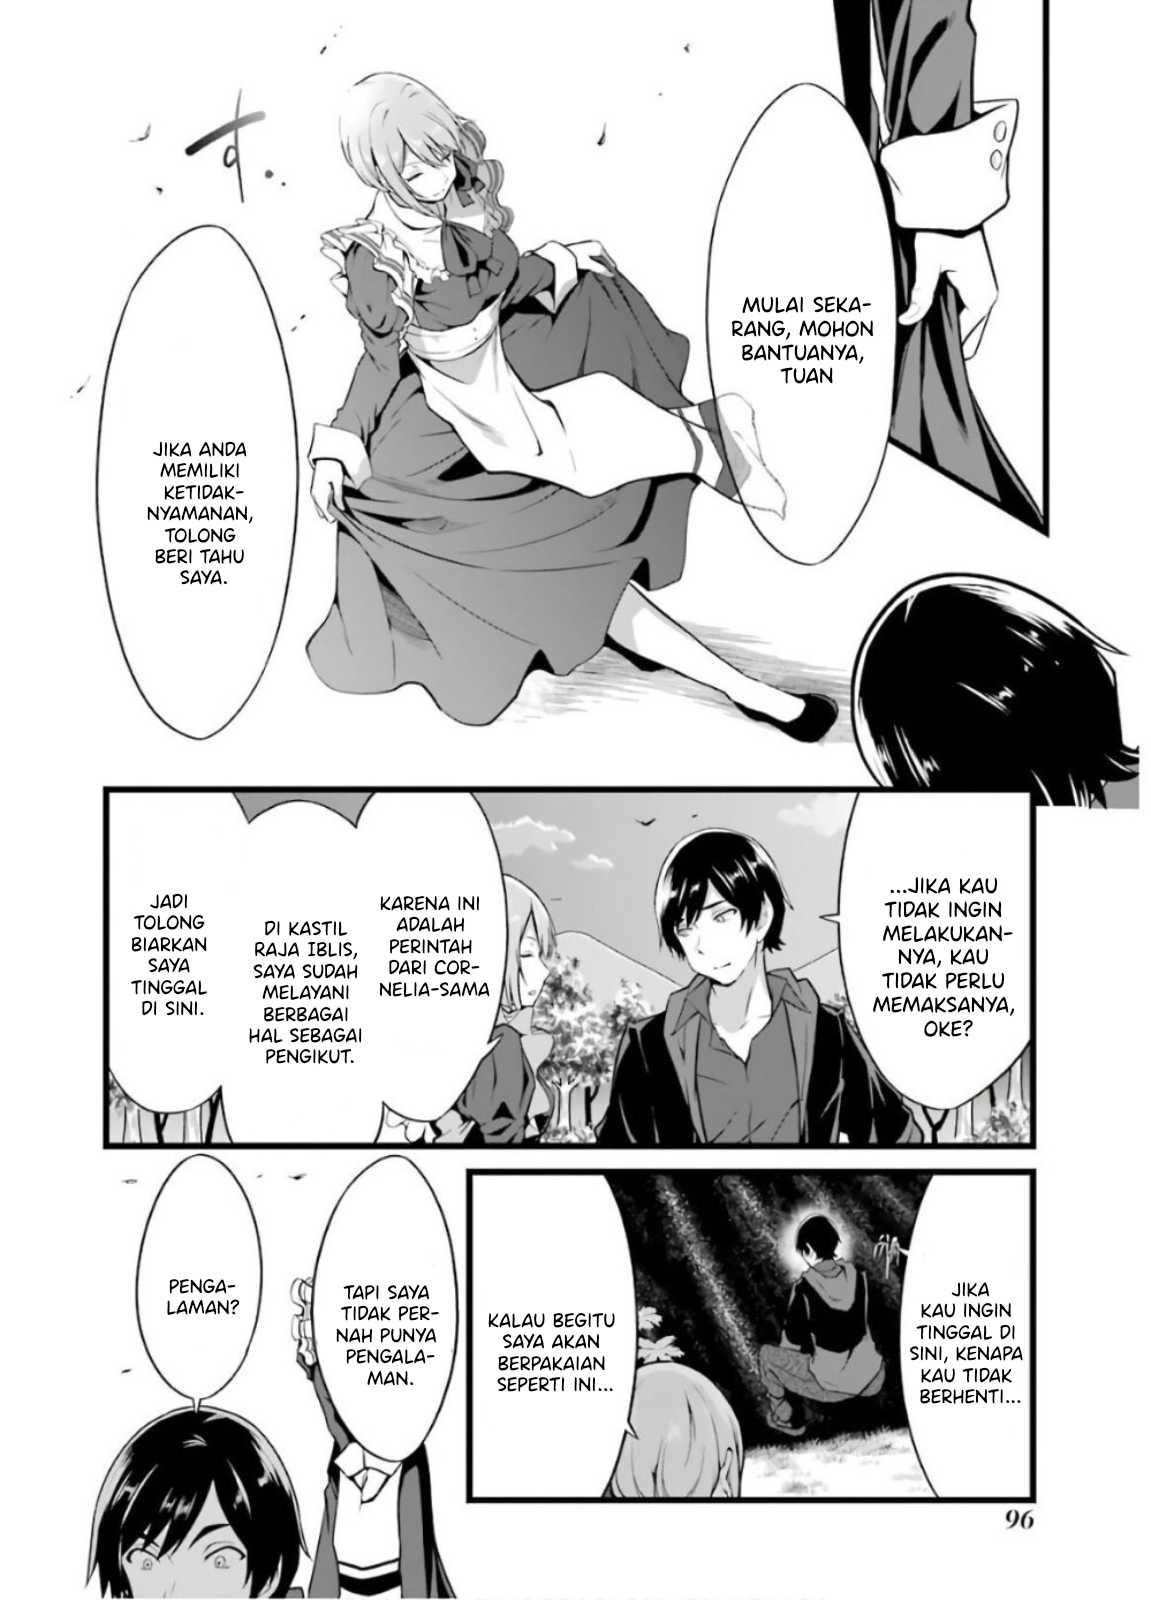 MULAI SEKA-
RANG, MOHON
BANTUANYA,
TUAN
す...
JIKA ANDA
MEMILIKI
KETIDAK-
NYAMANAN,
TOLONG
BERI TAHU
SAYA.
...JIKA KAU
TIDAK INGIN
MELAKUKAN-
NYA, KAU
TIDAK PERLU
MEMAKSANYA,
OKE?
KARENA INI
ADALAH
PERINTAH
DARI COR-
NELIA-SAMA
DI KASTIL
RAJA IBLIS,
SAYA SUDAH
MELAYANI
BERBAGAI
HAL SEBAGAI
PENGIKUT.
JADI
TOLONG
BIARKAN
SAYA
TINGGAL
DI SINI.
JIKA
KAU INGIN
TINGGAL DI
SINI, KENAPA
KAU TIDAK
BERHENTI...
KALAU BEGITU
SAYA AKAN
BERPAKAIAN
SEPERTI INI...
TAPI SAYA
TIDAK PER-
NAH PUNYA
PENGALA-
MAN.
PENGA-
LAMAN?
96